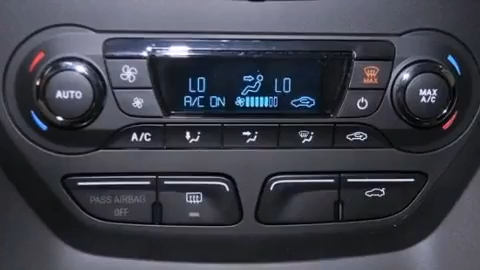 LO LO
A/C ON
MAX
AUTO
MAX
A/C
A/C
PASS AIRBAG
OFF